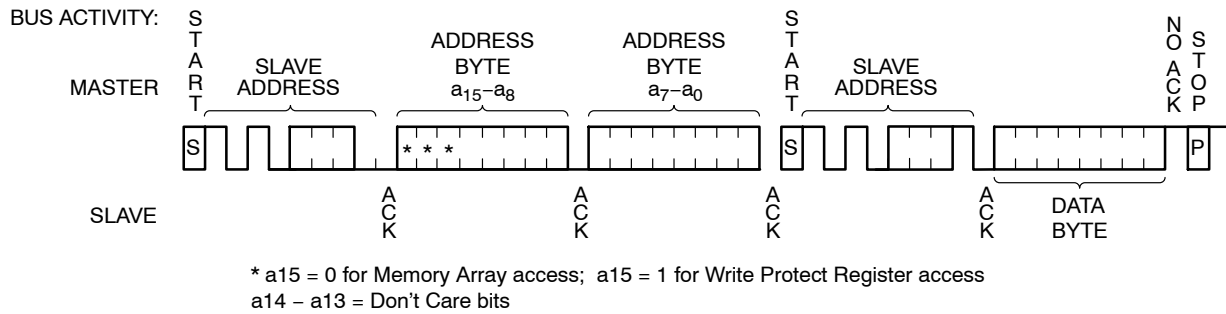 BUS ACTIVITY:
MASTER
START
SLAVE
ADDRESS
ADDRESS
BYTE
a15–a8
ADDRESS
BYTE
a7–a0
START
SLAVE
ADDRESS
NO ACK
STOP
S
* * *
S
P
SLAVE
ACK
ACK
ACK
ACK
DATA
BYTE
* a15 = 0 for Memory Array access; a15 = 1 for Write Protect Register access
a14 – a13 = Don't Care bits